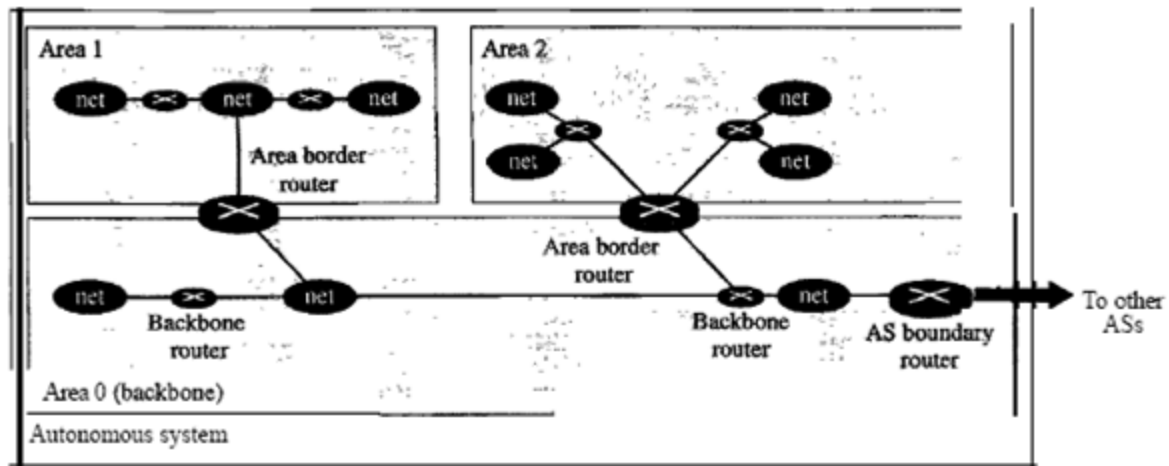 Area 1
Area 2
net
net
net
net
net
Area border
router
net
net
Area border
router
net
net
net
Backbone
router
Backbone
router
AS boundary
router
To other
ASs
Area 0 (backbone)
Autonomous system